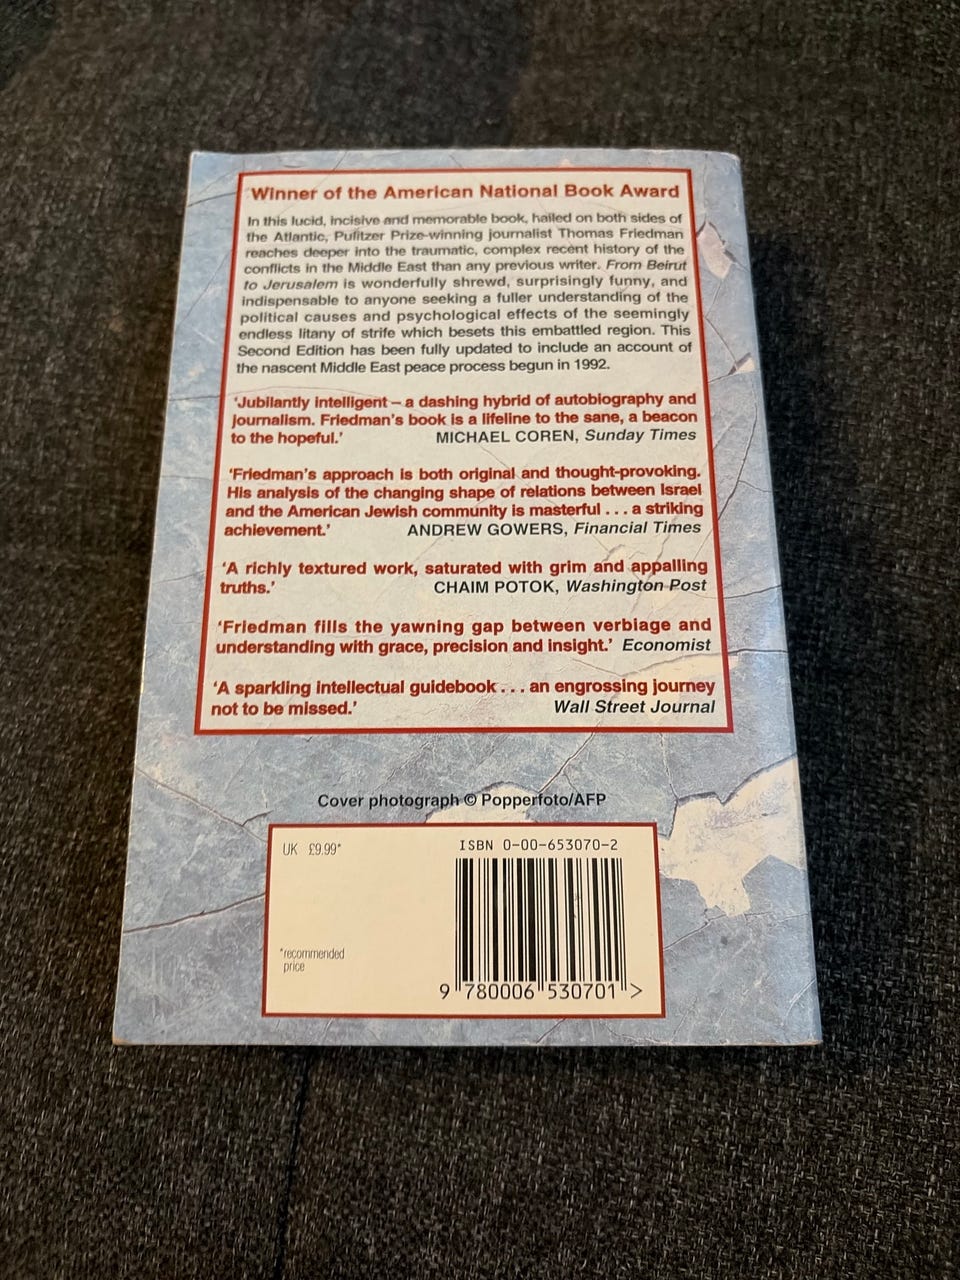 Winner of the American National Book Award
In this lucid, incisive and memorable book, hailed on both sides of
the Atlantic, Pulitzer Prize-winning journalist Thomas Friedman
reaches deeper into the traumatic, complex recent history of the
conflicts in the Middle East than any previous writer. From Beirut
to Jerusalem is wonderfully shrewd, surprisingly funny, and
indispensable to anyone seeking a fuller understanding of the
political causes and psychological effects of the seemingly
endless litany of strife which besets this embattled region. This
Second Edition has been fully updated to include an account of
the nascent Middle East peace process begun in 1992.
‘Jubilantly intelligent – a dashing hybrid of autobiography and
journalism. Friedman’s book is a lifeline to the sane, a beacon
to the hopeful.’ MICHAEL COREN, Sunday Times
‘Friedman’s approach is both original and thought-provoking.
His analysis of the changing shape of relations between Israel
and the American Jewish community is masterful . . . a striking
achievement.’ ANDREW GOWERS, Financial Times
‘A richly textured work, saturated with grim and appalling
truths.’ CHAIM POTOK, Washington Post
‘Friedman fills the yawning gap between verbiage and
understanding with grace, precision and insight.’ Economist
‘A sparkling intellectual guidebook . . . an engrossing journey
not to be missed.’ Wall Street Journal
Cover photograph © Popperfoto/AFP
UK £9.99*
ISBN 0-00-653070-2
*recommended
price
9 780006 530701 >